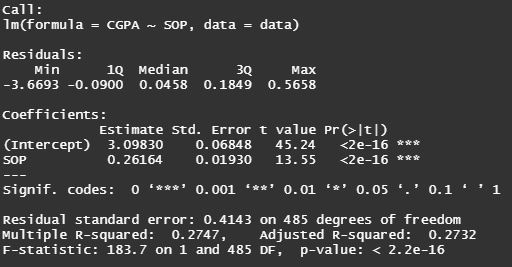 Call:
lm(formula = CGPA ~ SOP, data = data)
Residuals:
    Min      1Q  Median      3Q     Max
-3.6693 -0.0900  0.0458  0.1849  0.5658
Coefficients:
            Estimate Std. Error t value Pr(>|t|)
(Intercept)  3.09830    0.06848   45.24   <2e-16 ***
SOP          0.26164    0.01930   13.55   <2e-16 ***
---
Signif. codes:  0 ‘***’ 0.001 ‘**’ 0.01 ‘*’ 0.05 ‘.’ 0.1 ‘ ’ 1
Residual standard error: 0.4143 on 485 degrees of freedom
Multiple R-squared:  0.2747,	Adjusted R-squared:  0.2732
F-statistic: 183.7 on 1 and 485 DF,  p-value: < 2.2e-16